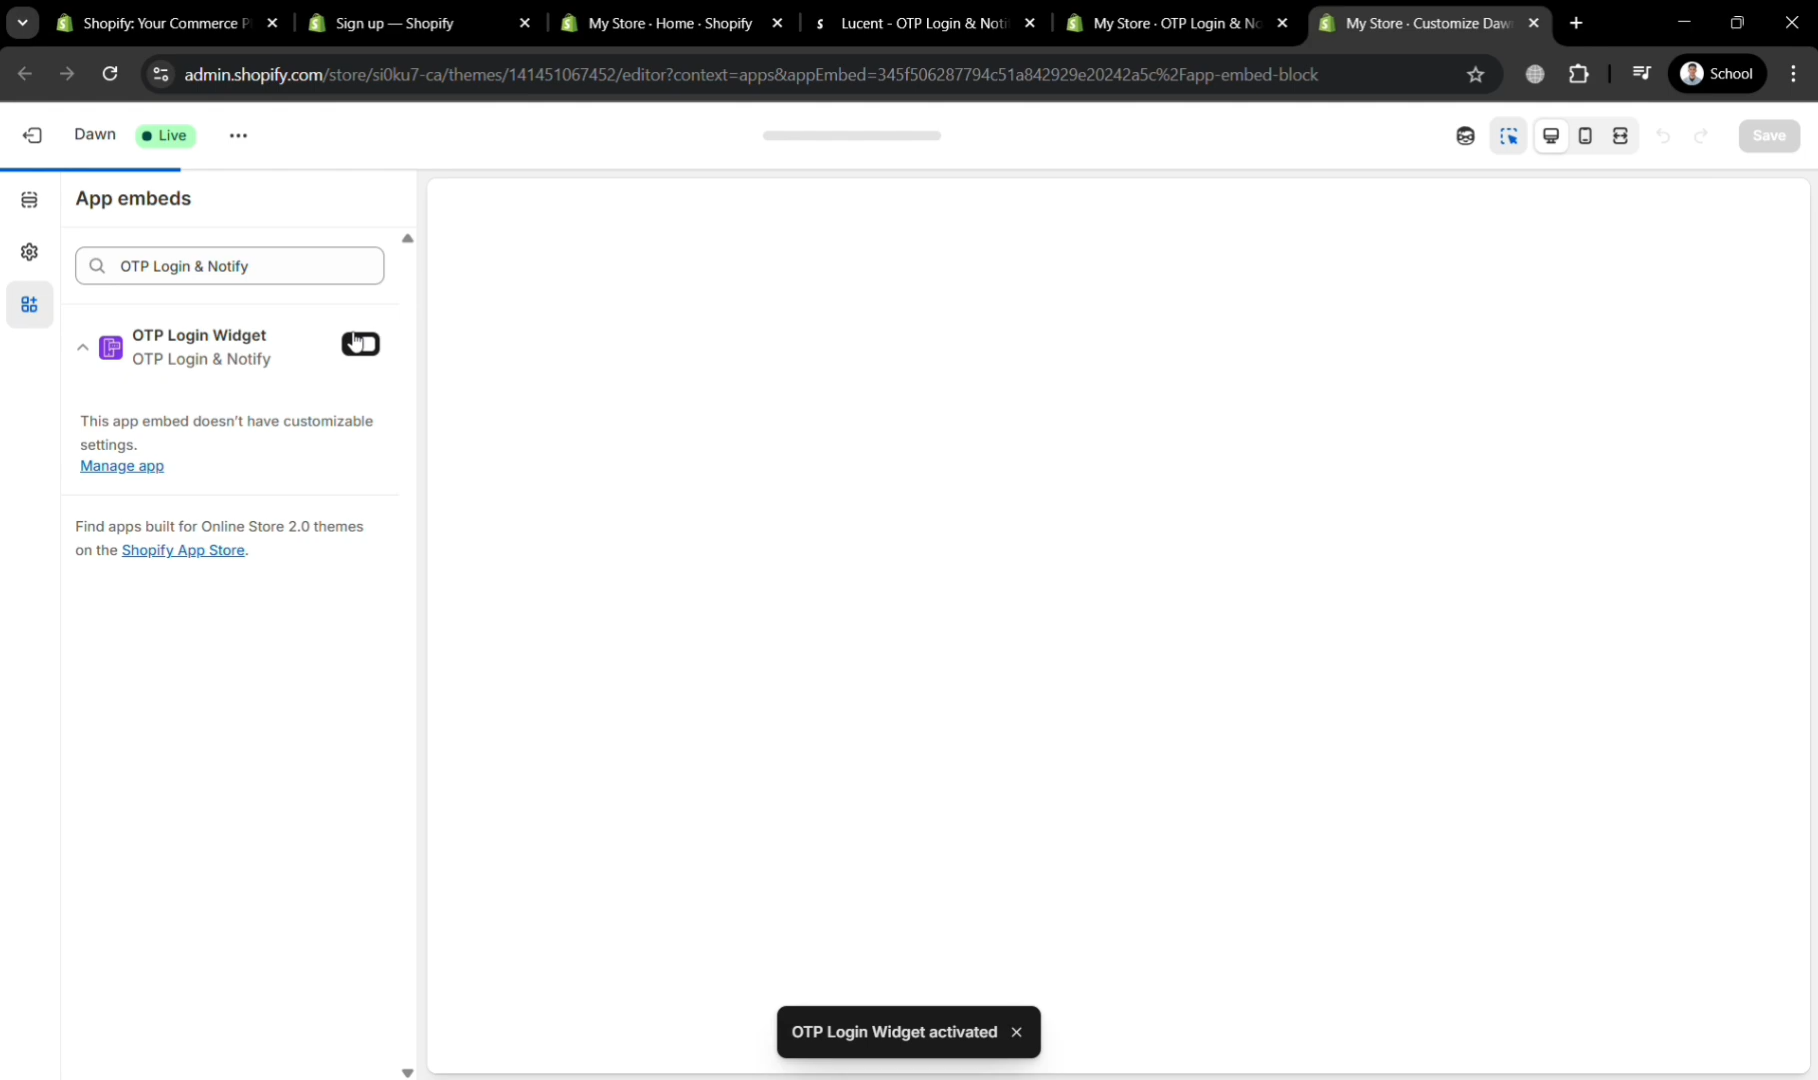 Shopify: Your Commerce P
Sign up — Shopify
My Store · Home · Shopify
Lucent - OTP Login & Noti
My Store · OTP Login & No
My Store · Customize Daw
admin.shopify.com/store/si0ku7-ca/themes/141451067452/editor?context=apps&appEmbed=345f506287794c51a842929e20242a5c%2Fapp-embed-block
School
Dawn
Live
Save
App embeds
OTP Login & Notify
OTP Login Widget
OTP Login & Notify
This app embed doesn't have customizable
settings.
Manage app
Find apps built for Online Store 2.0 themes
on the Shopify App Store.
OTP Login Widget activated